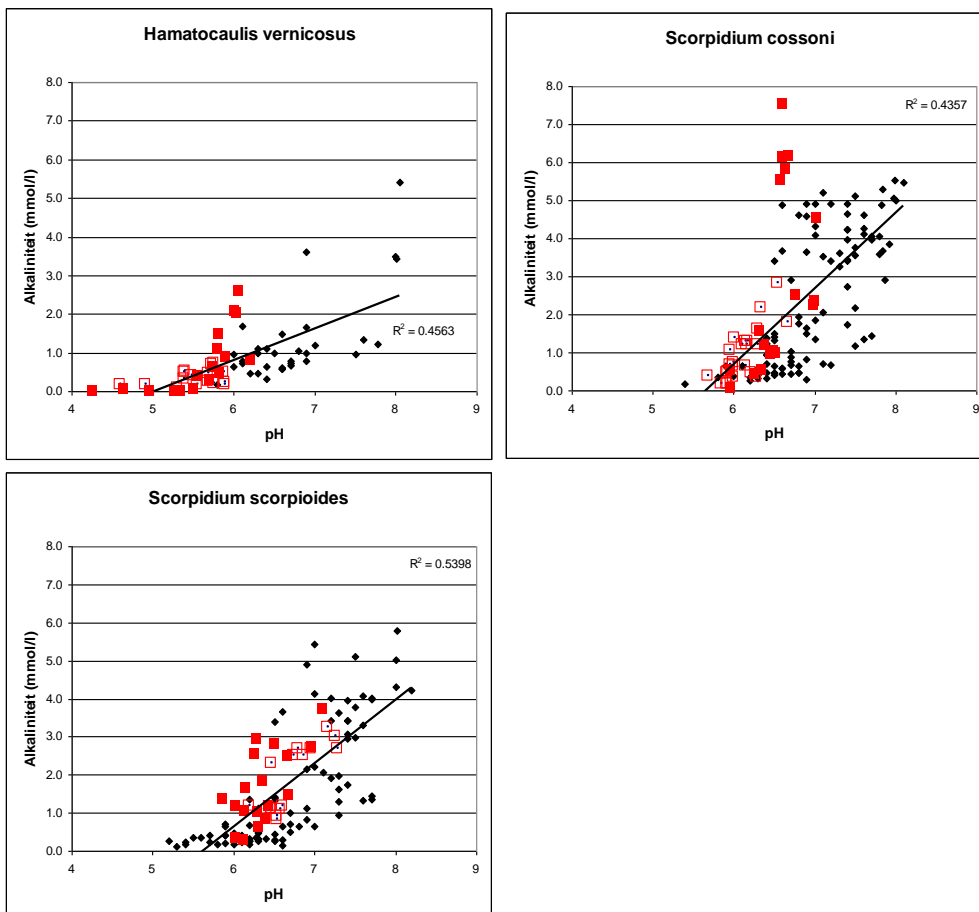 Hamatocaulis vernicosus
Alkaliniteit (mmol/l)
8.0
7.0
6.0
5.0
4.0
3.0
2.0
1.0
0.0
R² = 0.4563
4 5 6 7 8 9
pH
Scorpidium cossoni
Alkaliniteit (mmol/l)
8.0
7.0
6.0
5.0
4.0
3.0
2.0
1.0
0.0
R² = 0.4357
4 5 6 7 8 9
pH
Scorpidium scorpioides
Alkaliniteit (mmol/l)
8.0
7.0
6.0
5.0
4.0
3.0
2.0
1.0
0.0
R² = 0.5398
4 5 6 7 8 9
pH